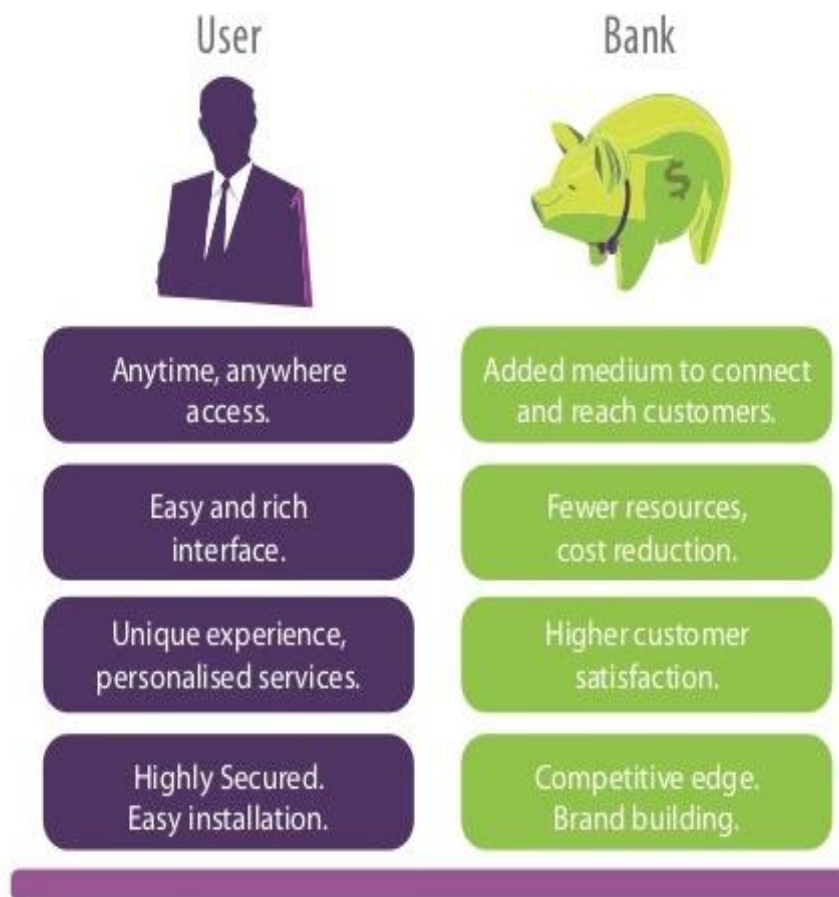 User
Bank
$
Anytime, anywhere
access.
Added medium to connect
and reach customers.
Easy and rich
interface.
Fewer resources,
cost reduction.
Unique experience,
personalised services.
Higher customer
satisfaction.
Highly Secured.
Easy installation.
Competitive edge.
Brand building.